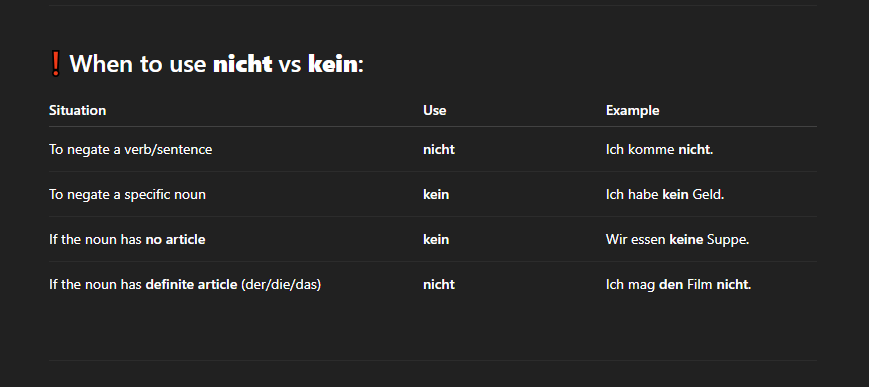 ❗When to use nicht vs kein:
Situation Use Example
To negate a verb/sentence nicht Ich komme nicht.
To negate a specific noun kein Ich habe kein Geld.
If the noun has no article kein Wir essen keine Suppe.
If the noun has definite article (der/die/das) nicht Ich mag den Film nicht.